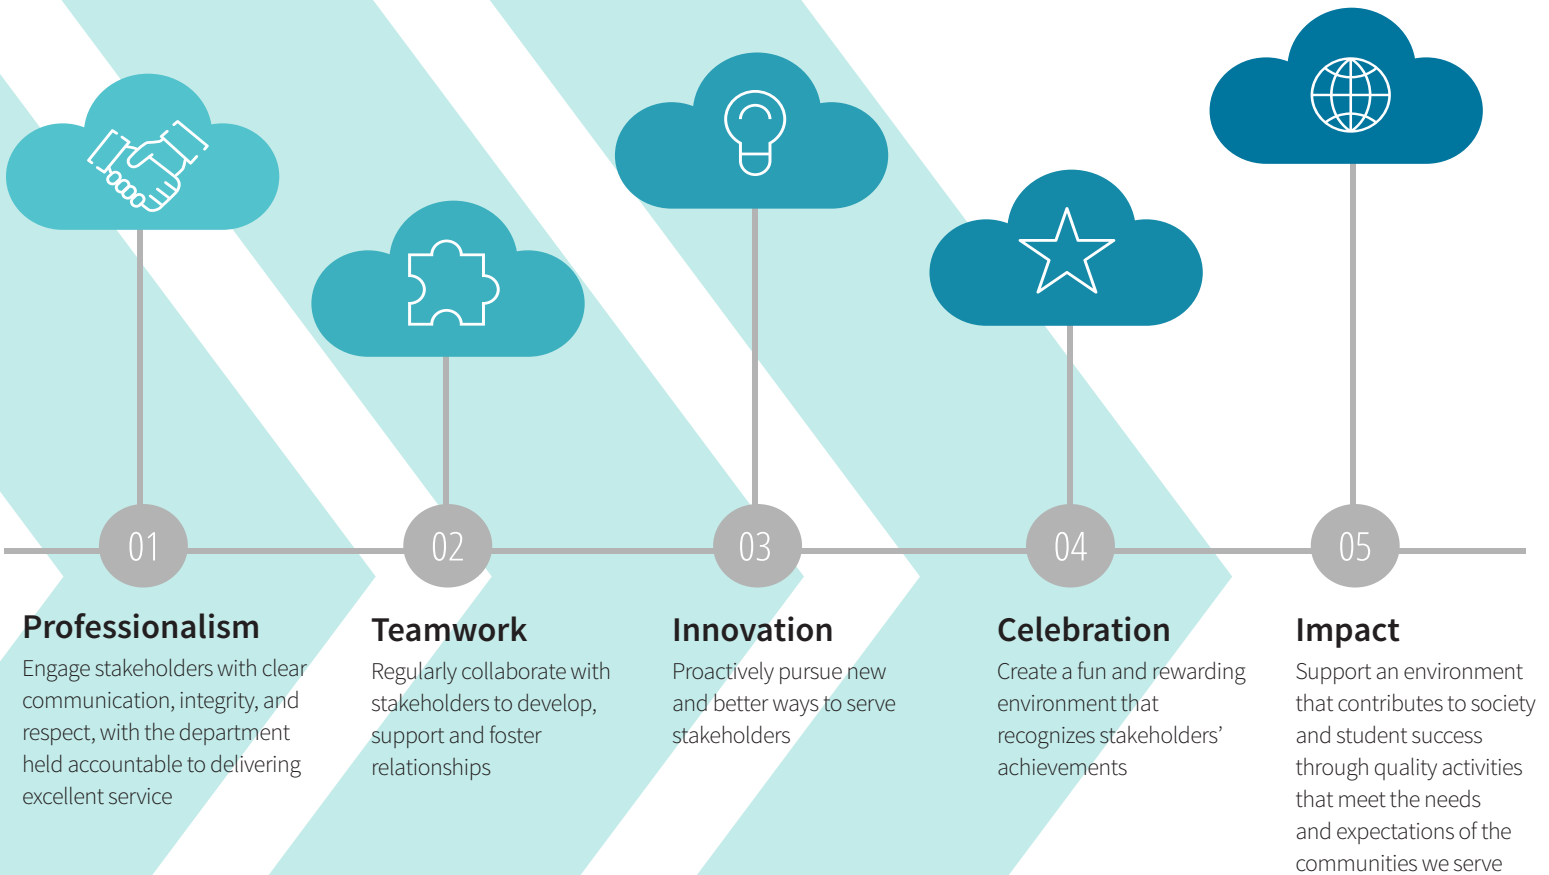 01
Professionalism
Engage stakeholders with clear
communication, integrity, and
respect, with the department
held accountable to delivering
excellent service
02
Teamwork
Regularly collaborate with
stakeholders to develop,
support and foster
relationships
03
Innovation
Proactively pursue new
and better ways to serve
stakeholders
04
Celebration
Create a fun and rewarding
environment that
recognizes stakeholders’
achievements
05
Impact
Support an environment
that contributes to society
and student success
through quality activities
that meet the needs
and expectations of the
communities we serve